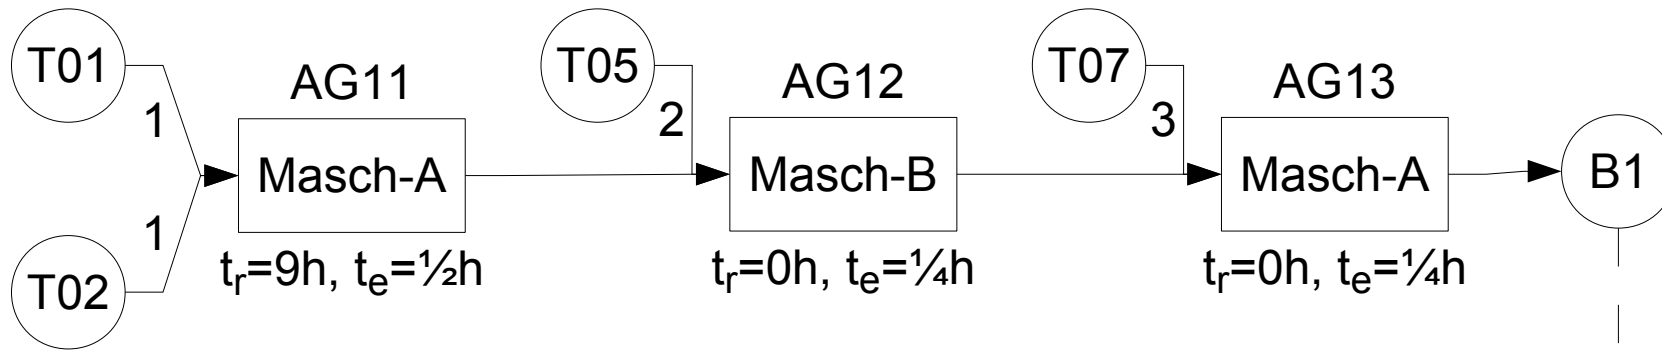 T01
T05
T07
AG11
AG12
AG13
1
2
3
Masch-A
Masch-B
Masch-A
B1
1
T02
tr=9h, te=½h
tr=0h, te=¼h
tr=0h, te=¼h